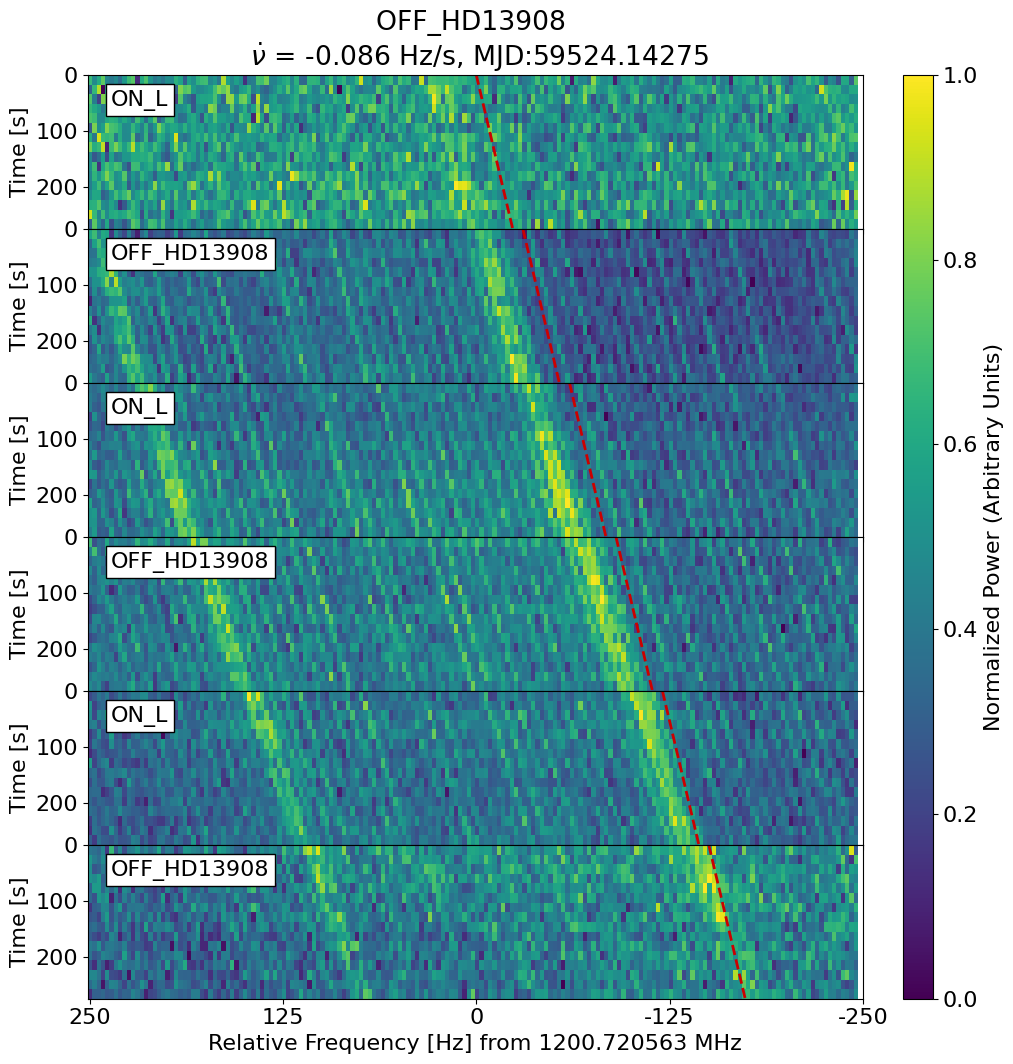 OFF_HD13908
ν̇ = -0.086 Hz/s, MJD:59524.14275
ON_L
OFF_HD13908
ON_L
OFF_HD13908
ON_L
OFF_HD13908
Time [s]
0
100
200
Time [s]
0
100
200
Time [s]
0
100
200
Time [s]
0
100
200
Time [s]
0
100
200
Time [s]
0
100
200
250
125
0
-125
-250
Relative Frequency [Hz] from 1200.720563 MHz
1.0
0.8
0.6
0.4
0.2
0.0
Normalized Power (Arbitrary Units)